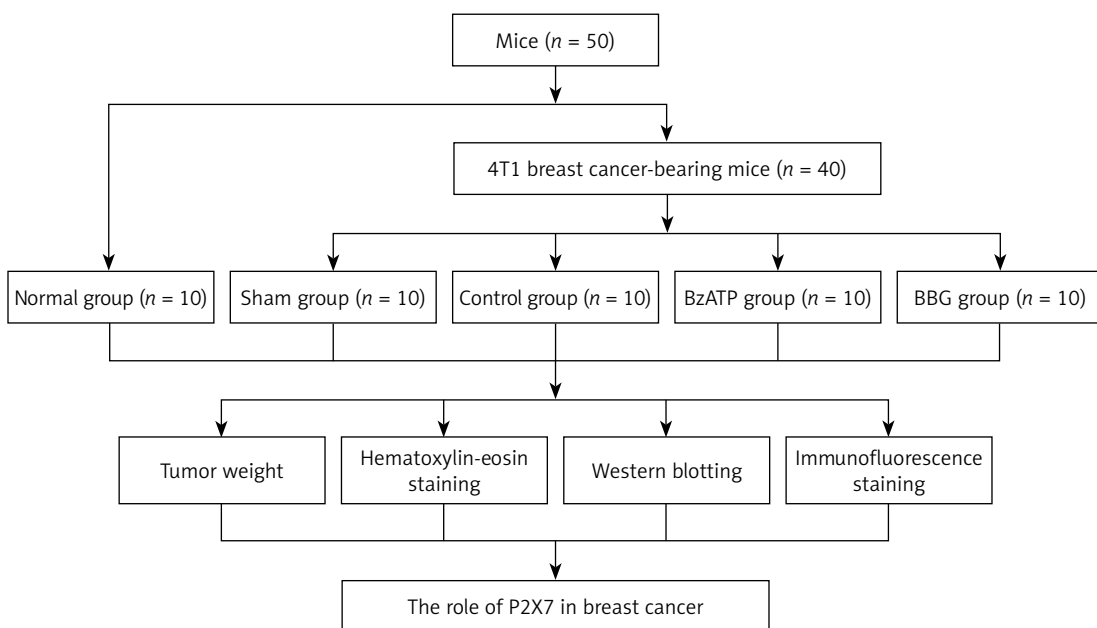 Mice (n = 50)
4T1 breast cancer-bearing mice (n = 40)
Normal group (n = 10)
Sham group (n = 10)
Control group (n = 10)
BzATP group (n = 10)
BBG group (n = 10)
Tumor weight
Hematoxylin-eosin
staining
Western blotting
Immunofluorescence
staining
The role of P2X7 in breast cancer